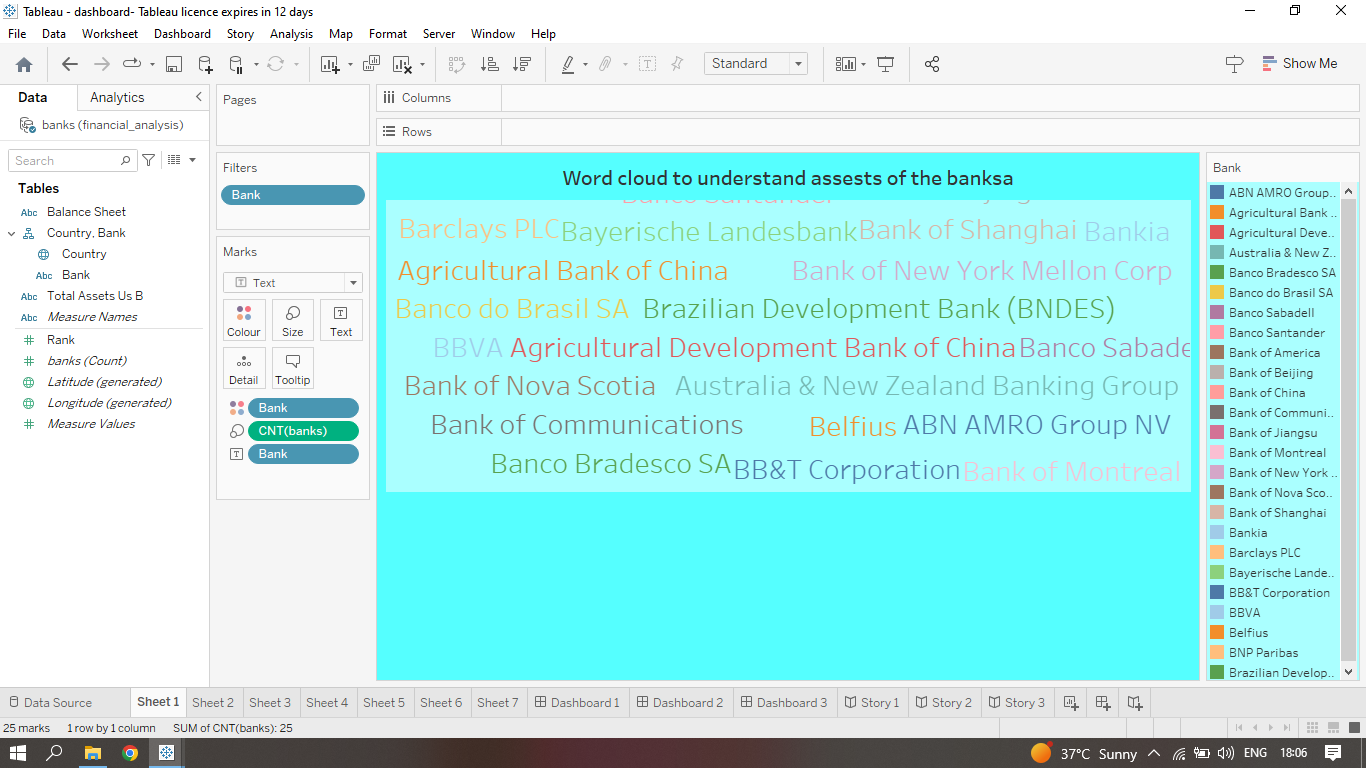 Tableau - dashboard- Tableau licence expires in 12 days
File Data Worksheet Dashboard Story Analysis Map Format Server Window Help
Standard
Show Me
Data Analytics
banks (financial_analysis)
Search
Tables
Abc Balance Sheet
Country, Bank
Country
Abc Bank
Abc Total Assets Us B
Abc Measure Names
Rank
banks (Count)
Latitude (generated)
Longitude (generated)
Measure Values
Pages
Filters
Bank
Marks
Text
Colour Size Text
Detail Tooltip
Bank
CNT(banks)
Bank
Columns
Rows
Word cloud to understand assests of the banksa
Banco Santander
Barclays PLC Bayerische Landesbank Bank of Shanghai Bankia
Agricultural Bank of China Bank of New York Mellon Corp
Banco do Brasil SA Brazilian Development Bank (BNDES)
BBVA Agricultural Development Bank of China Banco Sabade
Bank of Nova Scotia Australia & New Zealand Banking Group
Bank of Communications Belfius ABN AMRO Group NV
Banco Bradesco SA BB&T Corporation Bank of Montreal
Bank
ABN AMRO Group..
Agricultural Bank ..
Agricultural Deve..
Australia & New Z..
Banco Bradesco SA
Banco do Brasil SA
Banco Sabadell
Banco Santander
Bank of America
Bank of Beijing
Bank of China
Bank of Communi..
Bank of Jiangsu
Bank of Montreal
Bank of New York ..
Bank of Nova Sco..
Bank of Shanghai
Bankia
Barclays PLC
Bayerische Lande..
BB&T Corporation
BBVA
Belfius
BNP Paribas
Brazilian Develop..
Data Source Sheet 1 Sheet 2 Sheet 3 Sheet 4 Sheet 5 Sheet 6 Sheet 7 Dashboard 1 Dashboard 2 Dashboard 3 Story 1 Story 2 Story 3
25 marks 1 row by 1 column SUM of CNT(banks): 25
37°C Sunny ENG 18:06